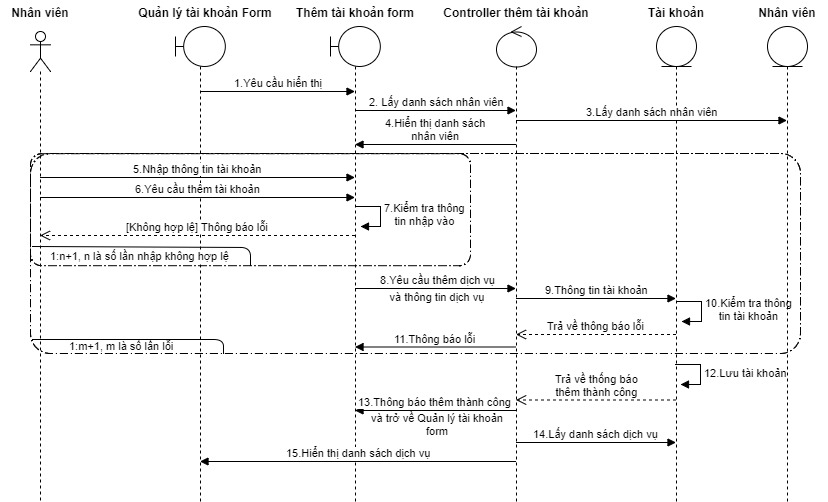 Nhân viên
Quản lý tài khoản Form
Thêm tài khoản form
Controller thêm tài khoản
Tài khoản
Nhân viên
1.Yêu cầu hiển thị
2. Lấy danh sách nhân viên
3.Lấy danh sách nhân viên
4.Hiển thị danh sách
nhân viên
5.Nhập thông tin tài khoản
6.Yêu cầu thêm tài khoản
7.Kiểm tra thông
tin nhập vào
[Không hợp lệ] Thông báo lỗi
1:n+1, n là số lần nhập không hợp lệ
8.Yêu cầu thêm dịch vụ
và thông tin dịch vụ
9.Thông tin tài khoản
10.Kiểm tra thông
tin tài khoản
Trả về thông báo lỗi
11.Thông báo lỗi
1:m+1, m là số lần lỗi
12.Lưu tài khoản
Trả về thống báo
thêm thành công
13.Thông báo thêm thành công
và trở về Quản lý tài khoản
form
14.Lấy danh sách dịch vụ
15.Hiển thị danh sách dịch vụ